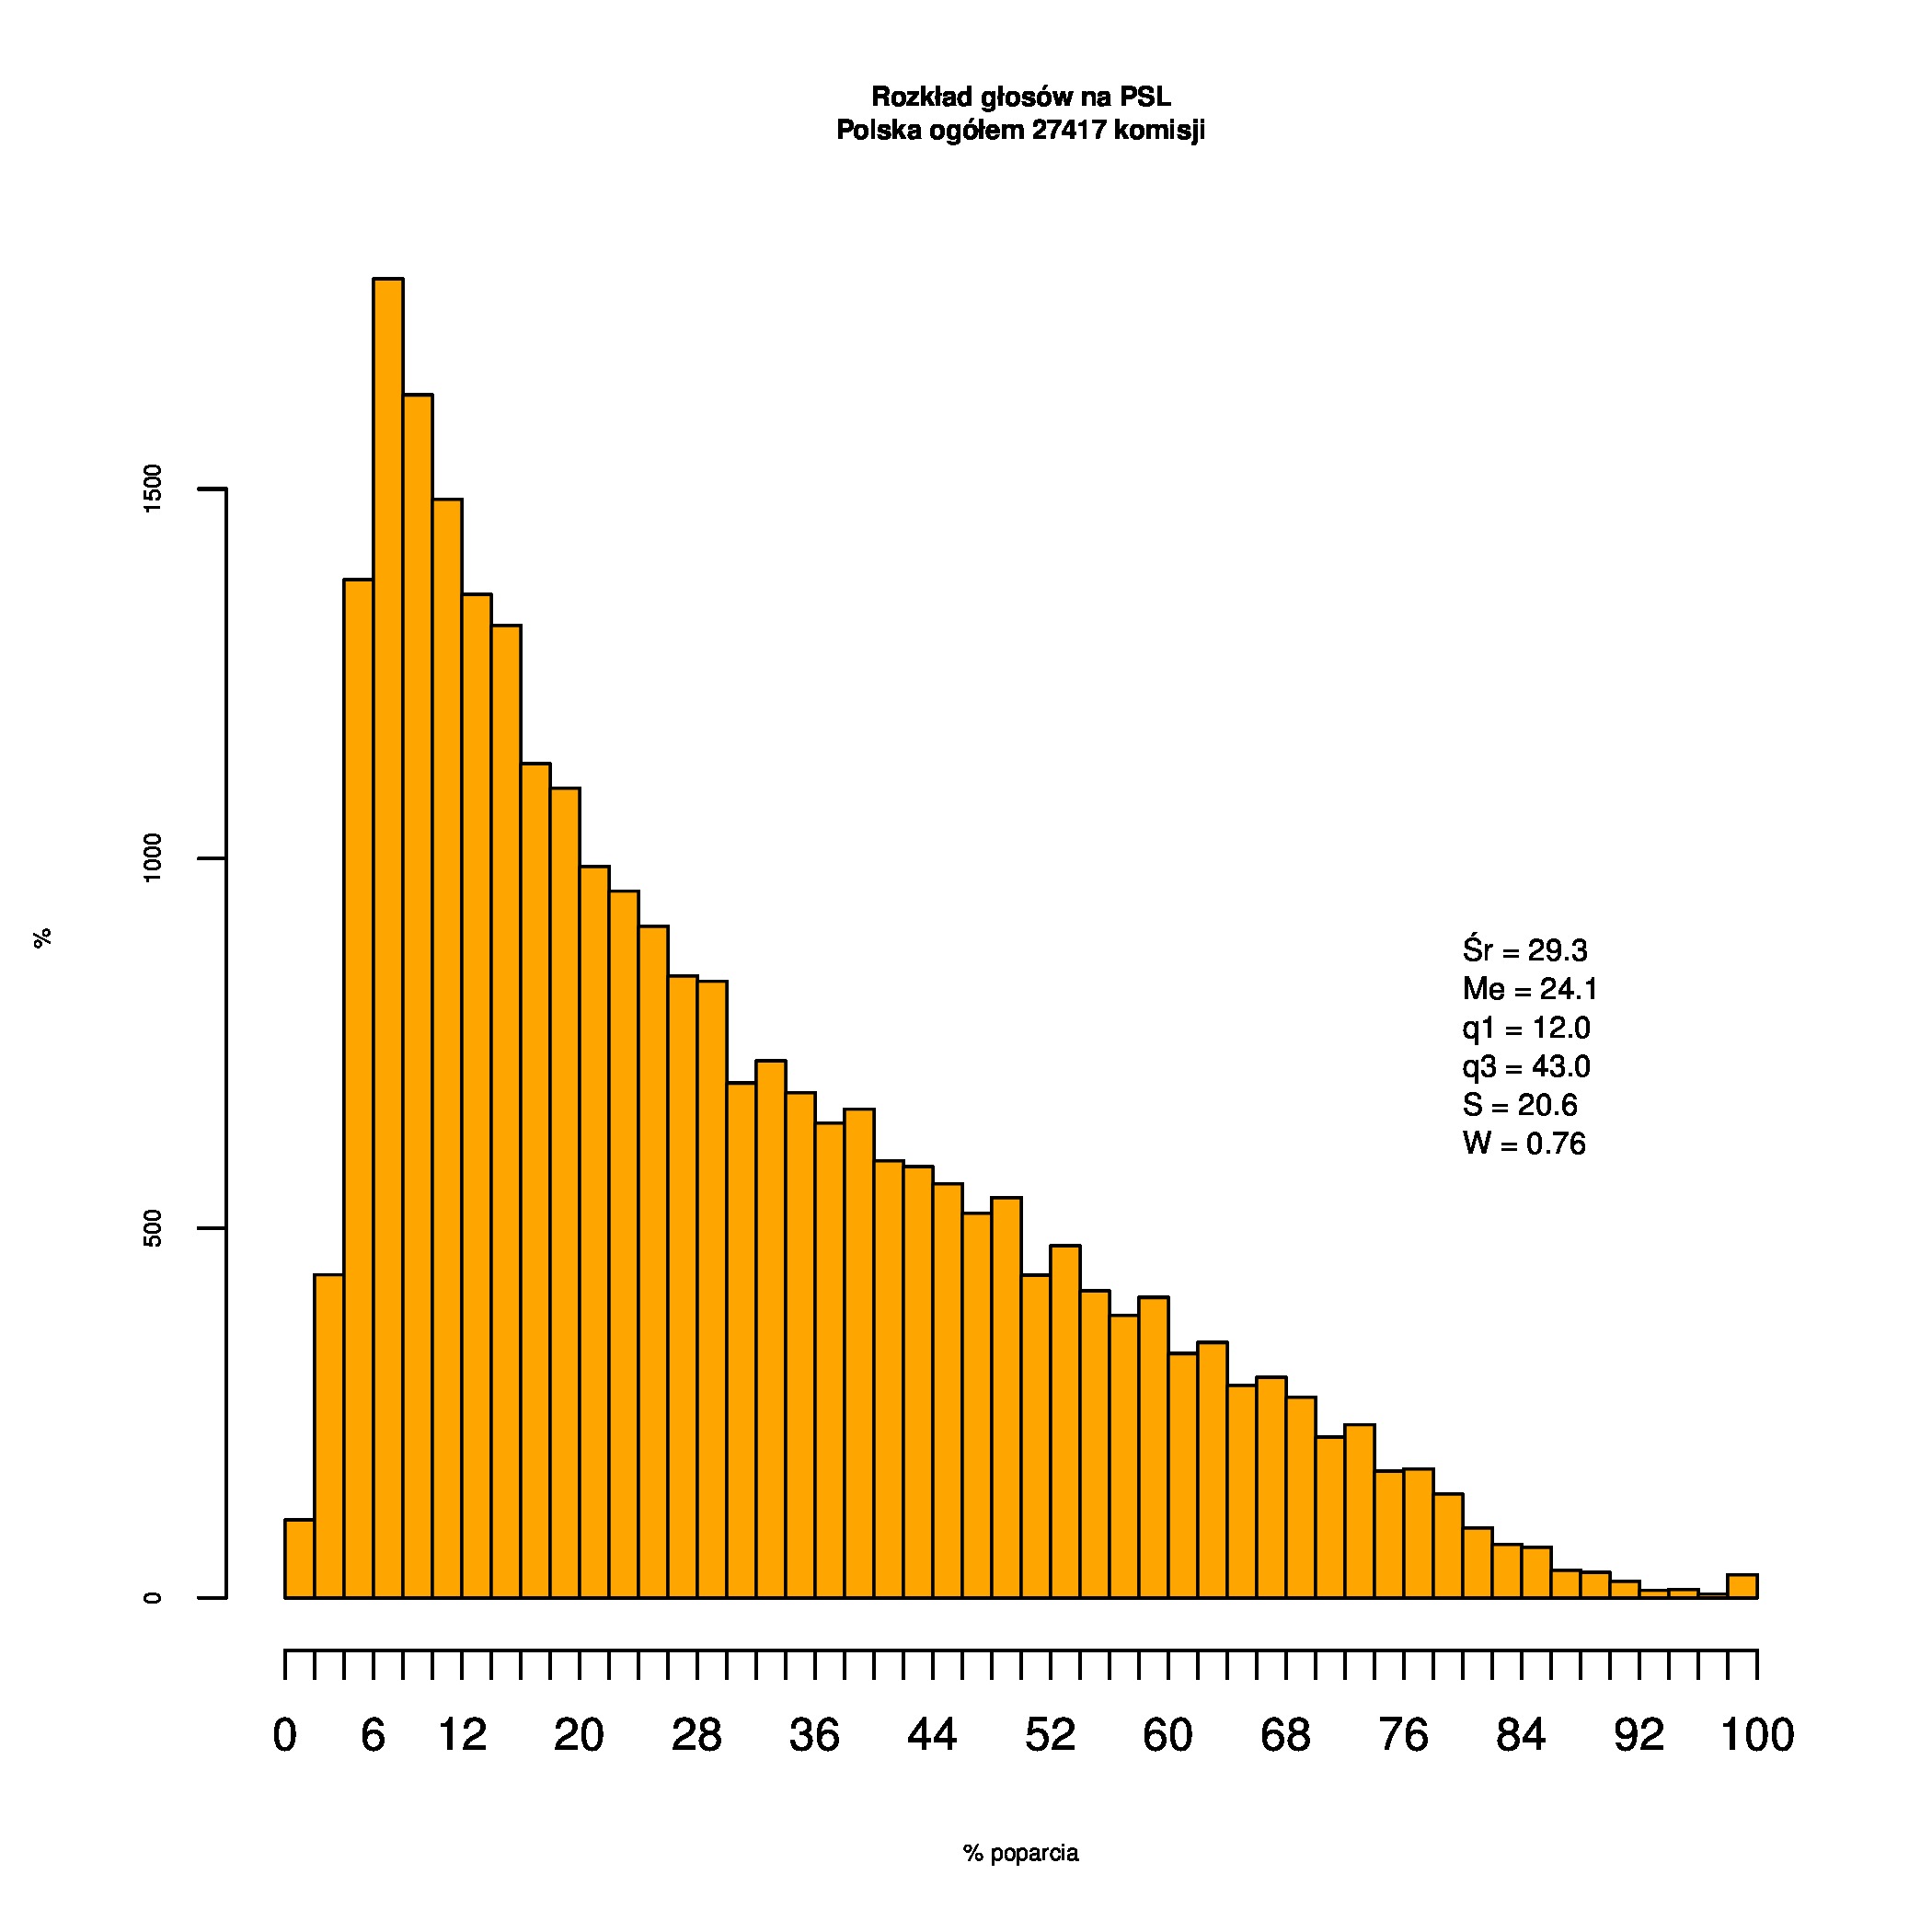 Rozkład głosów na PSL
Polska ogółem 27417 komisji
%
1500
1000
500
0
Śr = 29.3
Me = 24.1
q1 = 12.0
q3 = 43.0
S = 20.6
W = 0.76
0 6 12 20 28 36 44 52 60 68 76 84 92 100
% poparcia